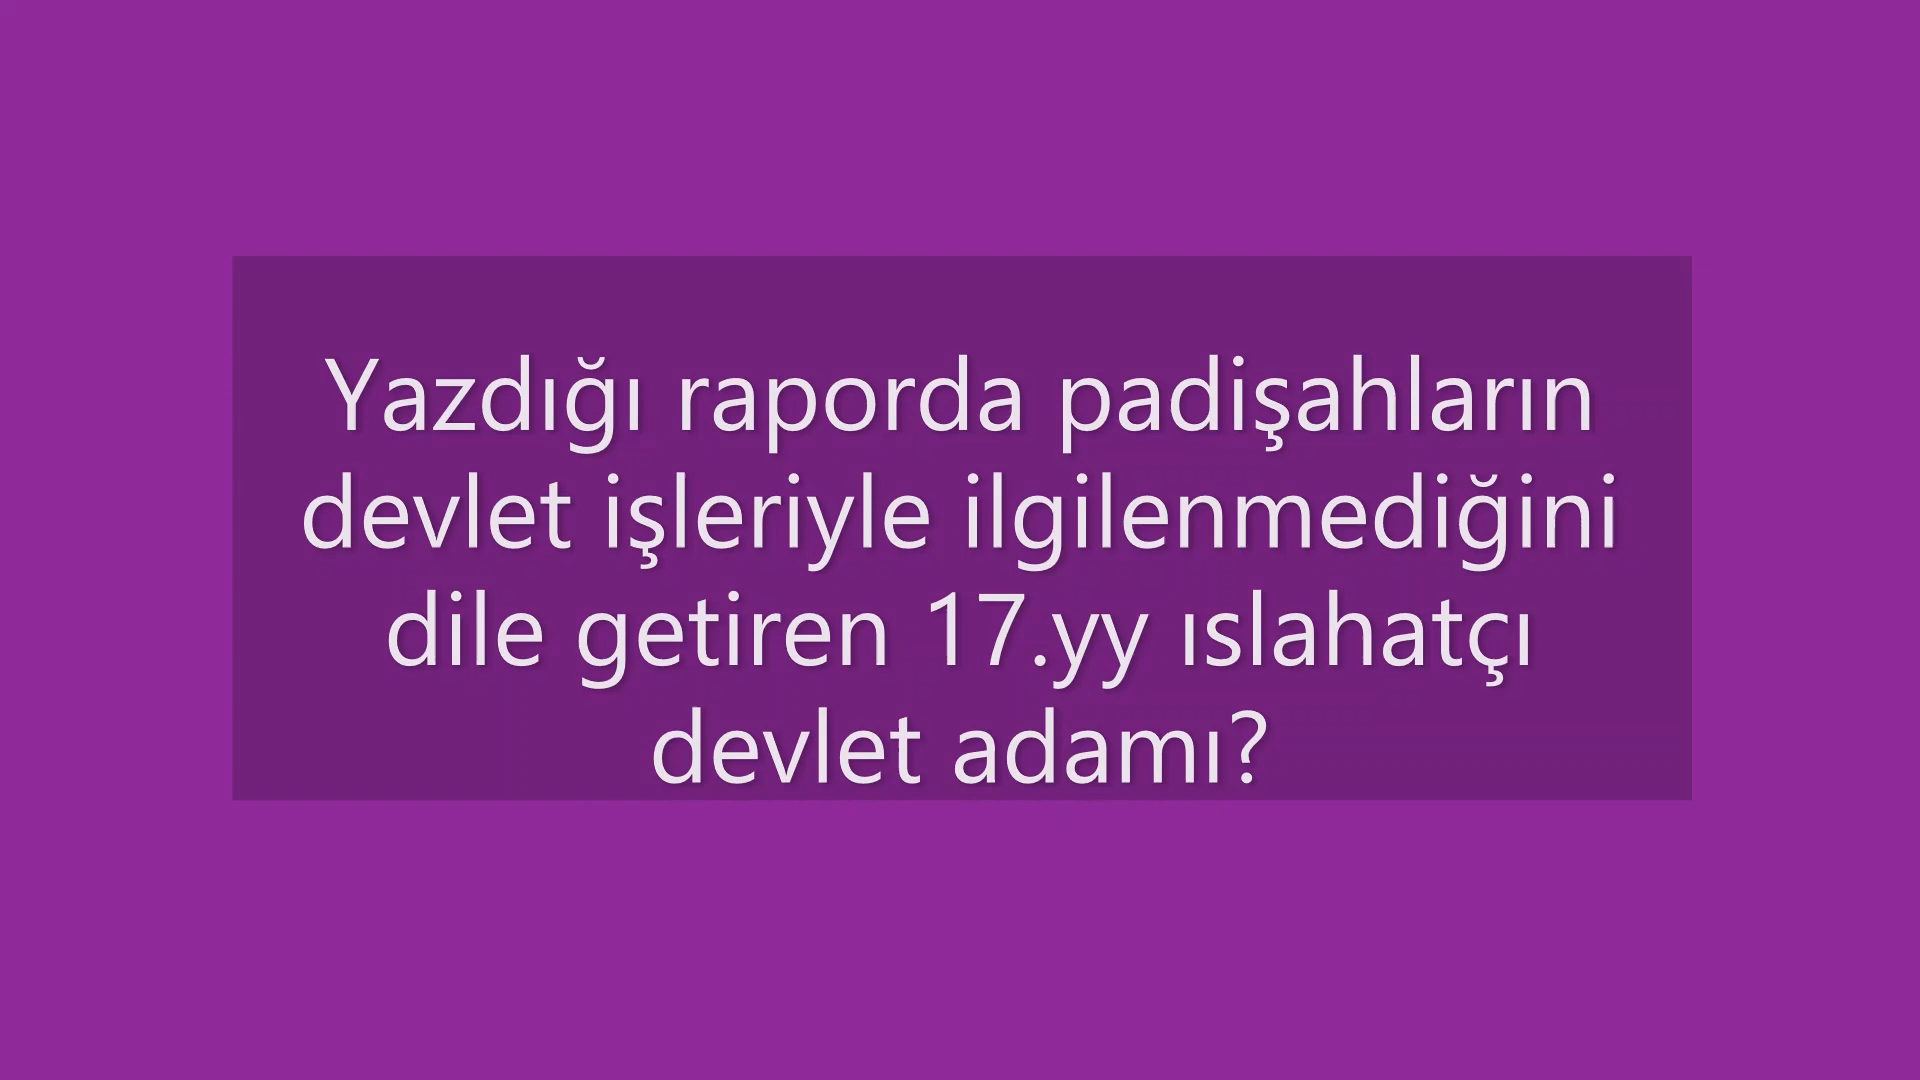 Yazdığı raporda padişahların
devlet işleriyle ilgilenmediğini
dile getiren 17.yy ıslahatçı
devlet adamı?